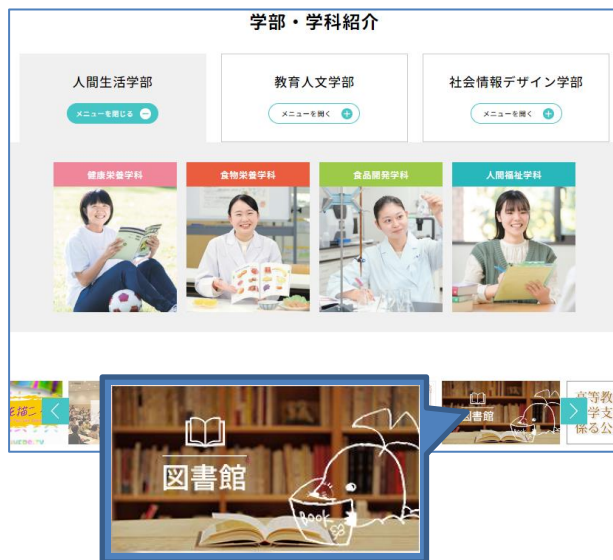 学部・学科紹介
人間生活学部
教育人文学部
社会情報デザイン学部
メニューを閉じる
メニューを開く
メニューを開く
健康栄養学科
食物栄養学科
食品開発学科
人間福祉学科
図書館
高等教
学支
係る公
図書館
Book